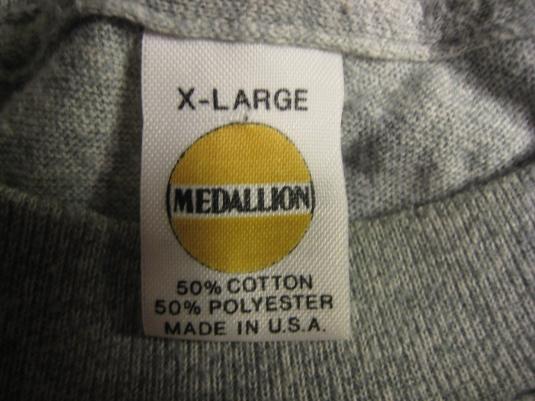 X-LARGE
MEDALLION
50% COTTON
50% POLYESTER
MADE IN U.S.A.